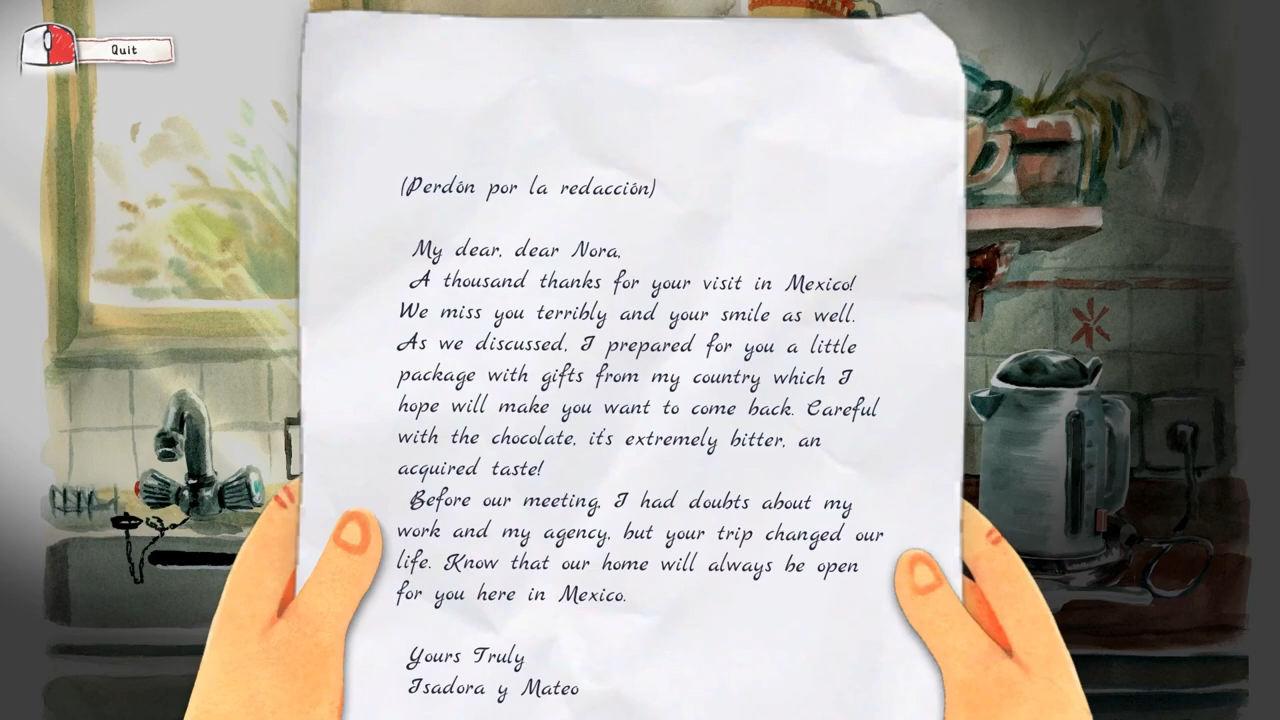 Quit
(Perdón por la redacción)
My dear, dear Nora,
A thousand thanks for your visit in Mexico!
We miss you terribly and your smile as well.
As we discussed, I prepared for you a little
package with gifts from my country which I
hope will make you want to come back. Careful
with the chocolate, it's extremely bitter, an
acquired taste!
Before our meeting, I had doubts about my
work and my agency, but your trip changed our
life. Know that our home will always be open
for you here in Mexico.
Yours Truly
Isadora y Mateo